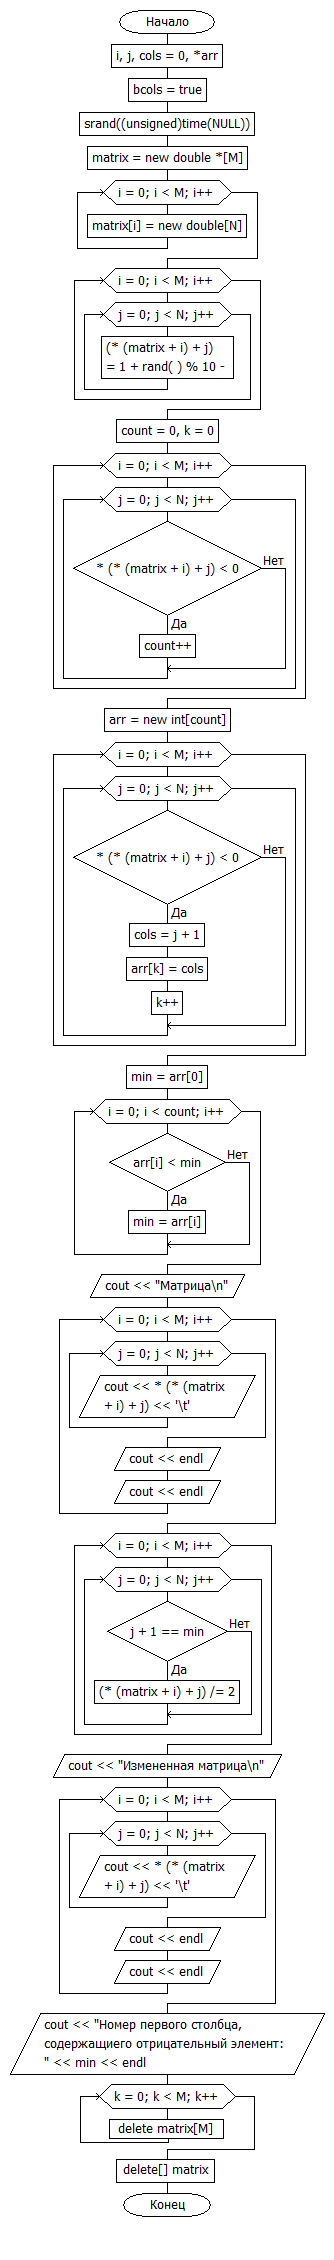 Начало
i, j, cols = 0, *arr
bcols = true
srand((unsigned)time(NULL))
matrix = new double *[M]
i = 0; i < M; i++
matrix[i] = new double[N]
i = 0; i < M; i++
j = 0; j < N; j++
(* (matrix + i) + j)
= 1 + rand( ) % 10 -
count = 0, k = 0
i = 0; i < M; i++
j = 0; j < N; j++
* (* (matrix + i) + j) < 0
Нет
Да
count++
arr = new int[count]
i = 0; i < M; i++
j = 0; j < N; j++
* (* (matrix + i) + j) < 0
Нет
Да
cols = j + 1
arr[k] = cols
k++
min = arr[0]
i = 0; i < count; i++
arr[i] < min
Нет
Да
min = arr[i]
cout << "Матрица\n"
i = 0; i < M; i++
j = 0; j < N; j++
cout << * (* (matrix
+ i) + j) << '\t'
cout << endl
cout << endl
i = 0; i < M; i++
j = 0; j < N; j++
j + 1 == min
Нет
Да
(* (matrix + i) + j) /= 2
cout << "Измененная матрица\n"
i = 0; i < M; i++
j = 0; j < N; j++
cout << * (* (matrix
+ i) + j) << '\t'
cout << endl
cout << endl
cout << "Номер первого столбца,
содержащиего отрицательный элемент:
" << min << endl
k = 0; k < M; k++
delete matrix[M]
delete[] matrix
Конец